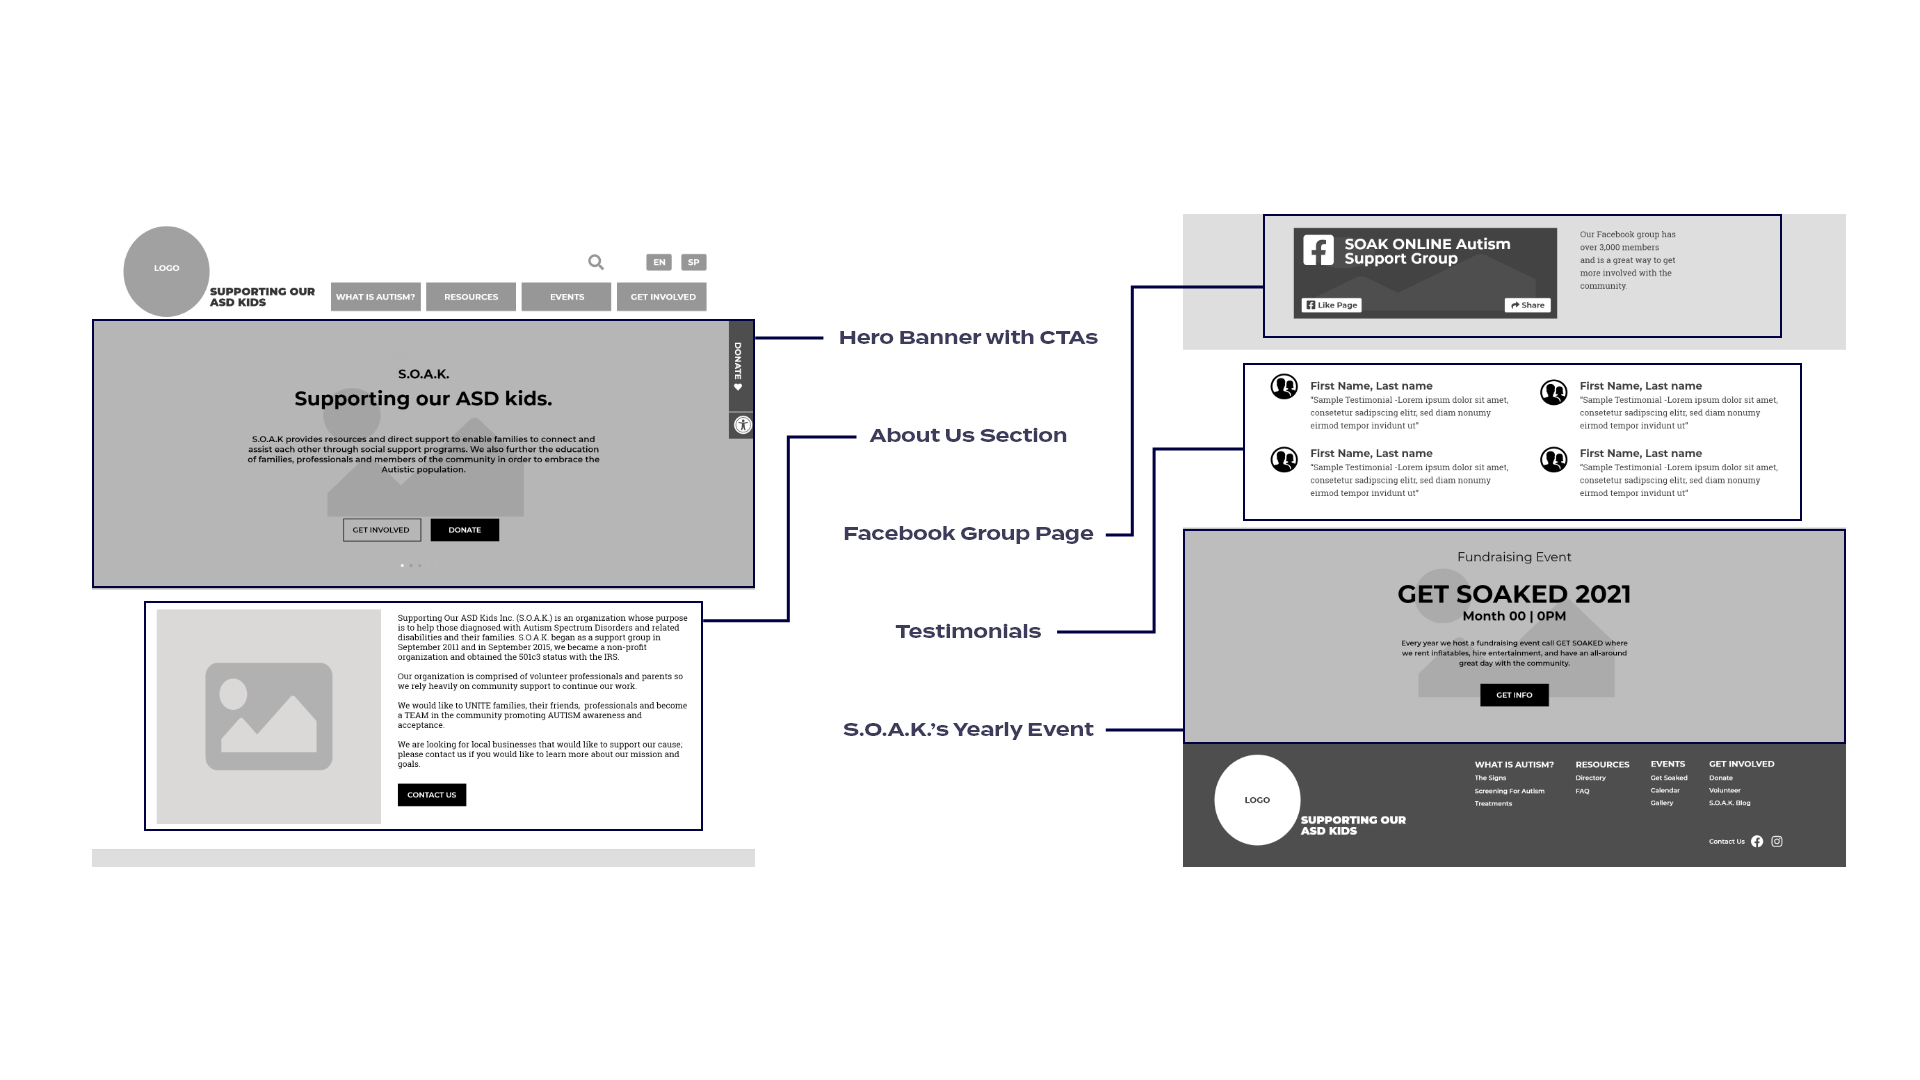 LOGO
SUPPORTING OUR
ASD KIDS
EN
SP
WHAT IS AUTISM?
RESOURCES
EVENTS
GET INVOLVED
DONATE
S.O.A.K.
Supporting our ASD kids.
S.O.A.K provides resources and direct support to enable families to connect and
assist each other through social support programs. We also further the education
of families, professionals and members of the community in order to embrace the
Autistic population.
GET INVOLVED
DONATE
Supporting Our ASD Kids Inc. (S.O.A.K.) is an organization whose purpose
is to help those diagnosed with Autism Spectrum Disorders and related
disabilities and their families. S.O.A.K. began as a support group in
September 2011 and in September 2015, we became a non-profit
organization and obtained the 501c3 status with the IRS.
Our organization is comprised of volunteer professionals and parents so
we rely heavily on community support to continue our work.
We would like to UNITE families, their friends, professionals and become
a TEAM in the community promoting AUTISM awareness and
acceptance.
We are looking for local businesses that would like to support our cause;
please contact us if you would like to learn more about our mission and
goals.
CONTACT US
Hero Banner with CTAs
About Us Section
Facebook Group Page
Testimonials
S.O.A.K.’s Yearly Event
SOAK ONLINE Autism
Support Group
Like Page
Share
Our Facebook group has
over 3,000 members
and is a great way to get
more involved with the
community.
First Name, Last name
"Sample Testimonial -Lorem ipsum dolor sit amet,
consetetur sadipscing elitr, sed diam nonumy
eirmod tempor invidunt ut"
First Name, Last name
"Sample Testimonial -Lorem ipsum dolor sit amet,
consetetur sadipscing elitr, sed diam nonumy
eirmod tempor invidunt ut"
First Name, Last name
"Sample Testimonial -Lorem ipsum dolor sit amet,
consetetur sadipscing elitr, sed diam nonumy
eirmod tempor invidunt ut"
First Name, Last name
"Sample Testimonial -Lorem ipsum dolor sit amet,
consetetur sadipscing elitr, sed diam nonumy
eirmod tempor invidunt ut"
Fundraising Event
GET SOAKED 2021
Month 00 | 0PM
Every year we host a fundraising event call GET SOAKED where
we rent inflatables, hire entertainment, and have an all-around
great day with the community.
GET INFO
LOGO
SUPPORTING OUR
ASD KIDS
WHAT IS AUTISM?
The Signs
Screening For Autism
Treatments
RESOURCES
Directory
FAQ
EVENTS
Get Soaked
Calendar
Gallery
GET INVOLVED
Donate
Volunteer
S.O.A.K. Blog
Contact Us